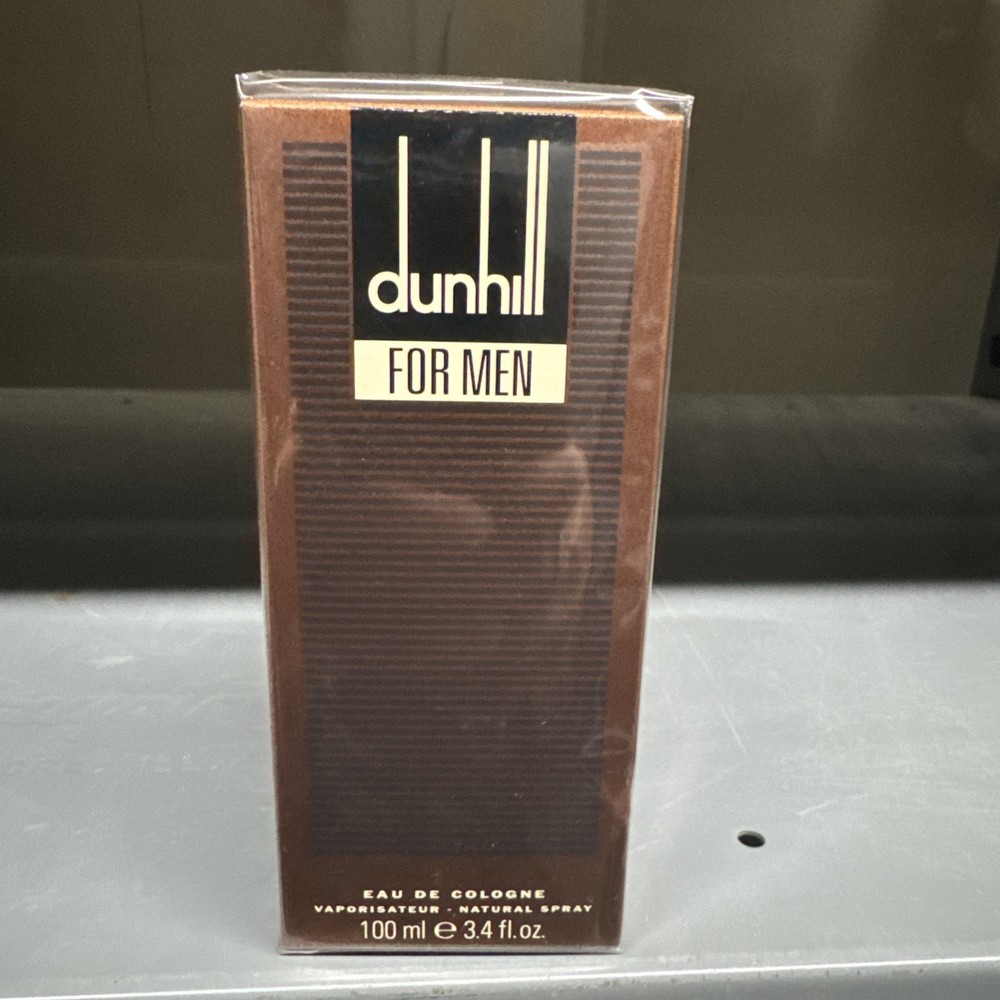 dunhill
FOR MEN
EAU DE COLOGNE
VAPORISATEUR - NATURAL SPRAY
100 ml ℮ 3.4 fl.oz.